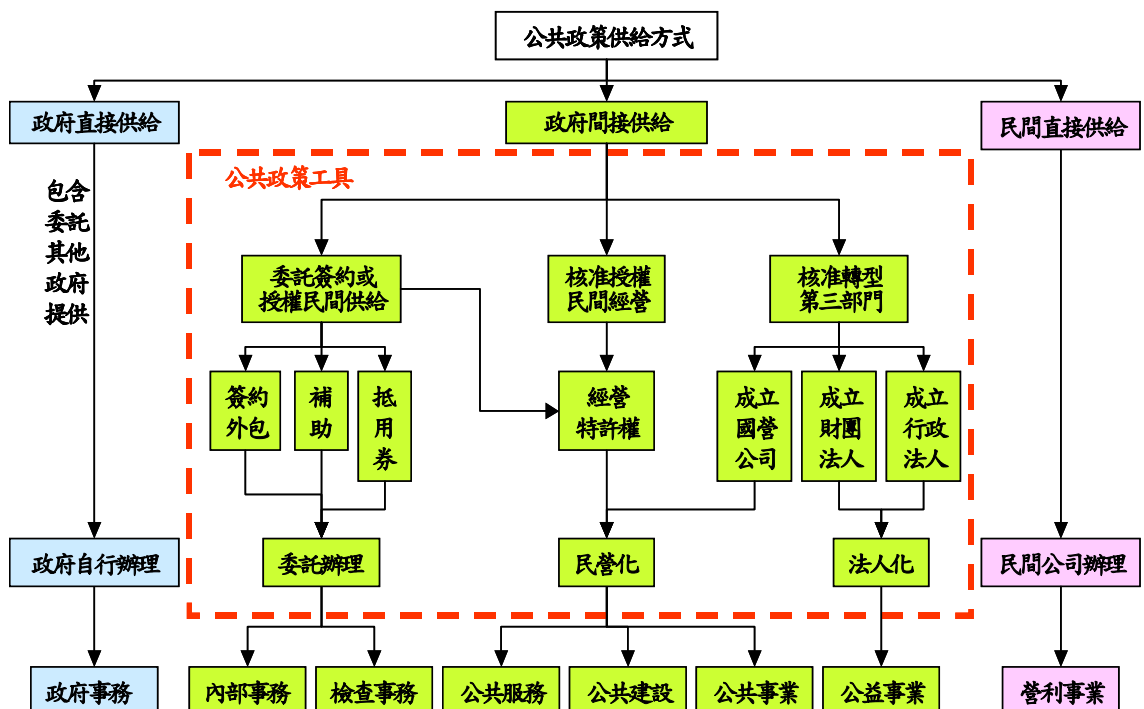 公共政策供給方式
政府直接供給
政府間接供給
民間直接供給
公共政策工具
包含
委託
其他
政府
提供
委託簽約或
授權民間供給
核准授權
民間經營
核准轉型
第三部門
簽約
外包
補
助
抵
用
券
經營
特許權
成立
國營
公司
成立
財團
法人
成立
行政
法人
政府自行辦理
委託辦理
民營化
法人化
民間公司辦理
政府事務
內部事務
檢查事務
公共服務
公共建設
公共事業
公益事業
營利事業